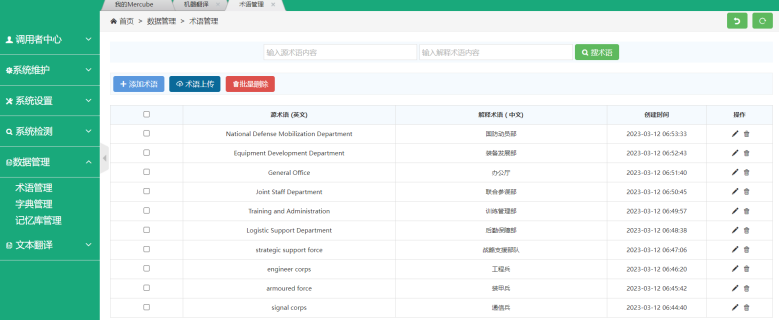 我的Mercube 机器翻译 × 术语管理 ×
首页 > 数据管理 > 术语管理
调用者中心
系统维护
系统设置
系统检测
数据管理
术语管理
字典管理
记忆库管理
文本翻译
输入源术语内容 输入解释术语内容 搜术语
+ 添加术语 术语上传 批量删除
源术语 (英文) 解释术语 (中文) 创建时间 操作
National Defense Mobilization Department 国防动员部 2023-03-12 06:53:33
Equipment Development Department 装备发展部 2023-03-12 06:52:43
General Office 办公厅 2023-03-12 06:51:40
Joint Staff Department 联合参谋部 2023-03-12 06:50:45
Training and Administration 训练管理部 2023-03-12 06:49:57
Logistic Support Department 后勤保障部 2023-03-12 06:48:38
strategic support force 战略支援部队 2023-03-12 06:47:06
engineer corps 工程兵 2023-03-12 06:46:20
armoured force 装甲兵 2023-03-12 06:45:42
signal corps 通信兵 2023-03-12 06:44:40